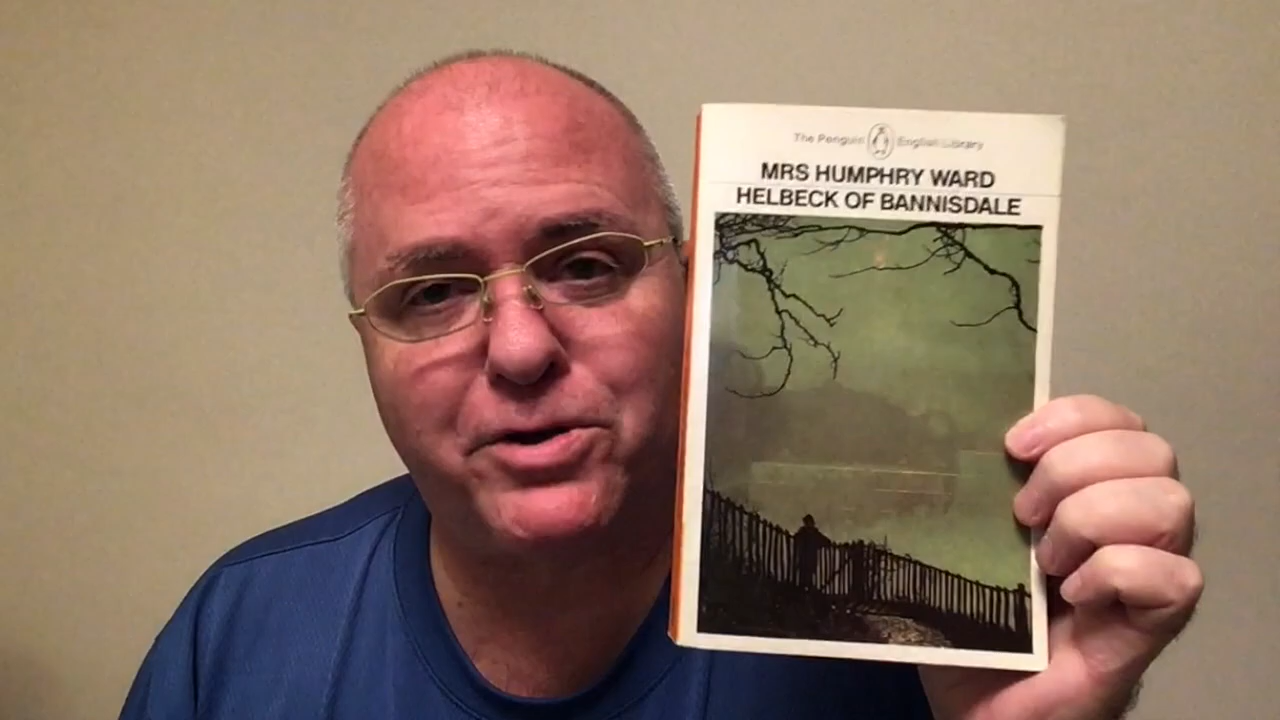 The Penguin English Library
MRS HUMPHRY WARD
HELBECK OF BANNISDALE